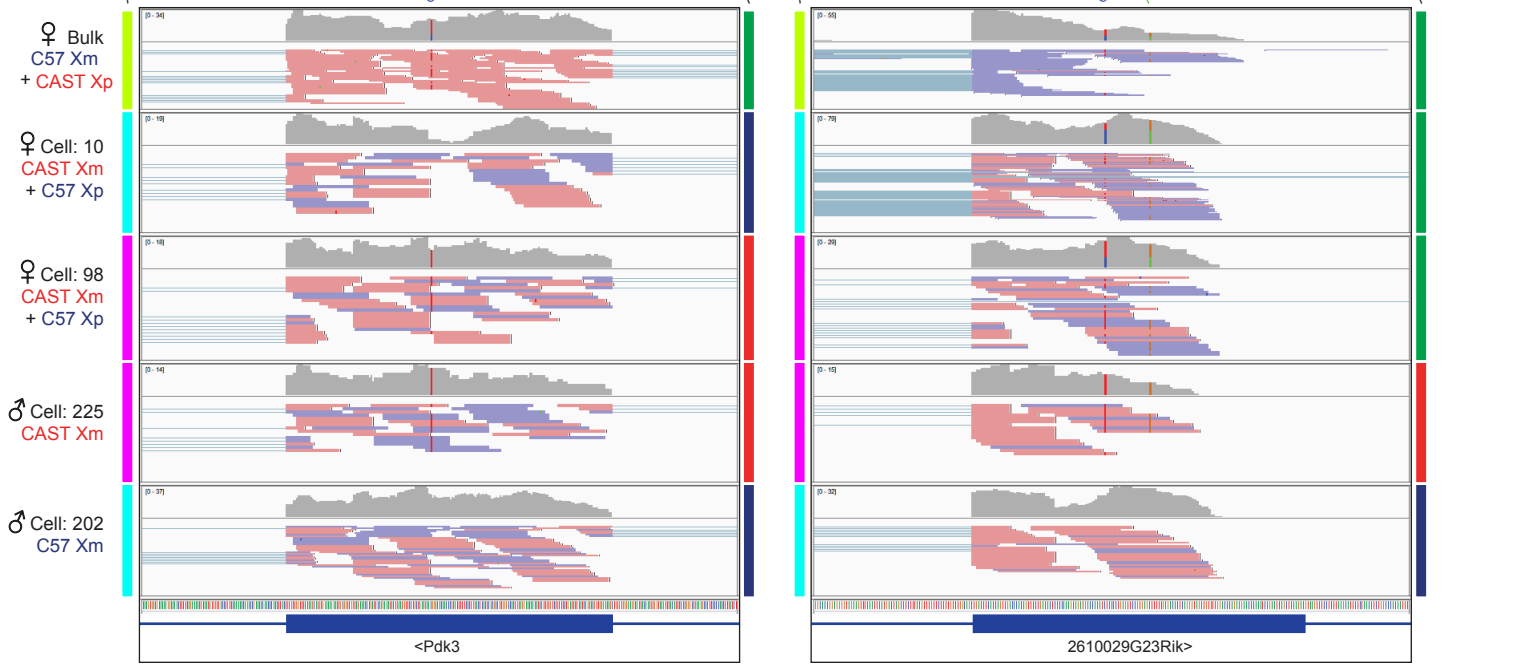 [0 - 34]
[0 - 55]
♀ Bulk
C57 Xm
+ CAST Xp
[0 - 19]
[0 - 79]
♀ Cell: 10
CAST Xm
+ C57 Xp
[0 - 18]
[0 - 29]
♀ Cell: 98
CAST Xm
+ C57 Xp
[0 - 14]
[0 - 15]
♂ Cell: 225
CAST Xm
[0 - 37]
[0 - 32]
♂ Cell: 202
C57 Xm
<Pdk3
2610029G23Rik>